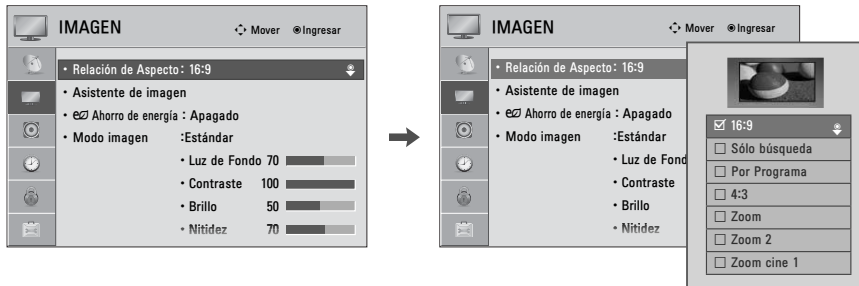 IMAGEN
Mover
Ingresar
• Relación de Aspecto: 16:9
• Asistente de imagen
• Ahorro de energía : Apagado
• Modo imagen :Estándar
• Luz de Fondo 70
• Contraste 100
• Brillo 50
• Nitidez 70
IMAGEN
Mover
Ingresar
• Relación de Aspecto: 16:9
• Asistente de imagen
• Ahorro de energía : Apagado
• Modo imagen :Estándar
• Luz de Fond
• Contraste
• Brillo
• Nitidez
16:9
Sólo búsqueda
Por Programa
4:3
Zoom
Zoom 2
Zoom cine 1